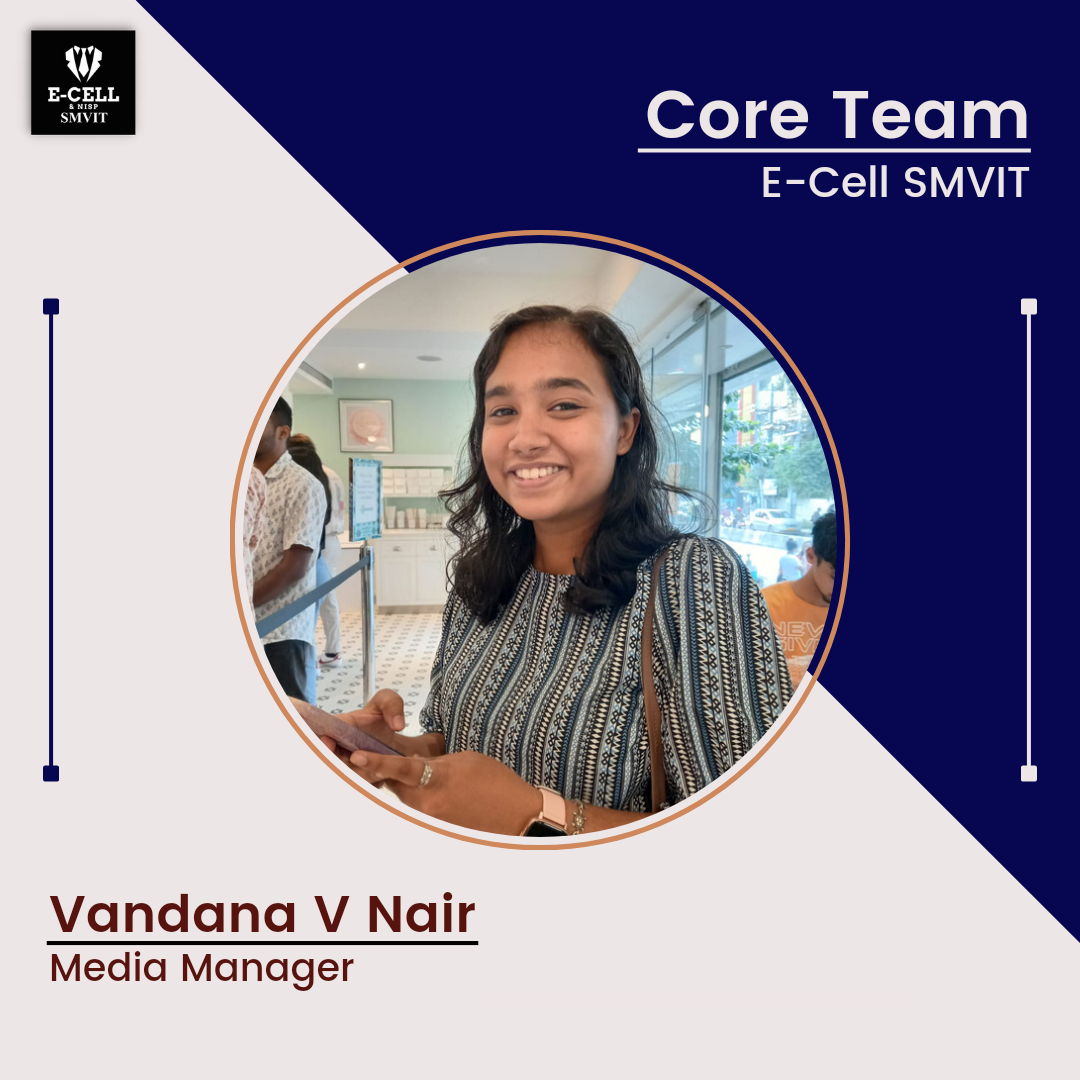 E-CELL
& NISP
SMVIT
Core Team
E-Cell SMVIT
Vandana V Nair
Media Manager